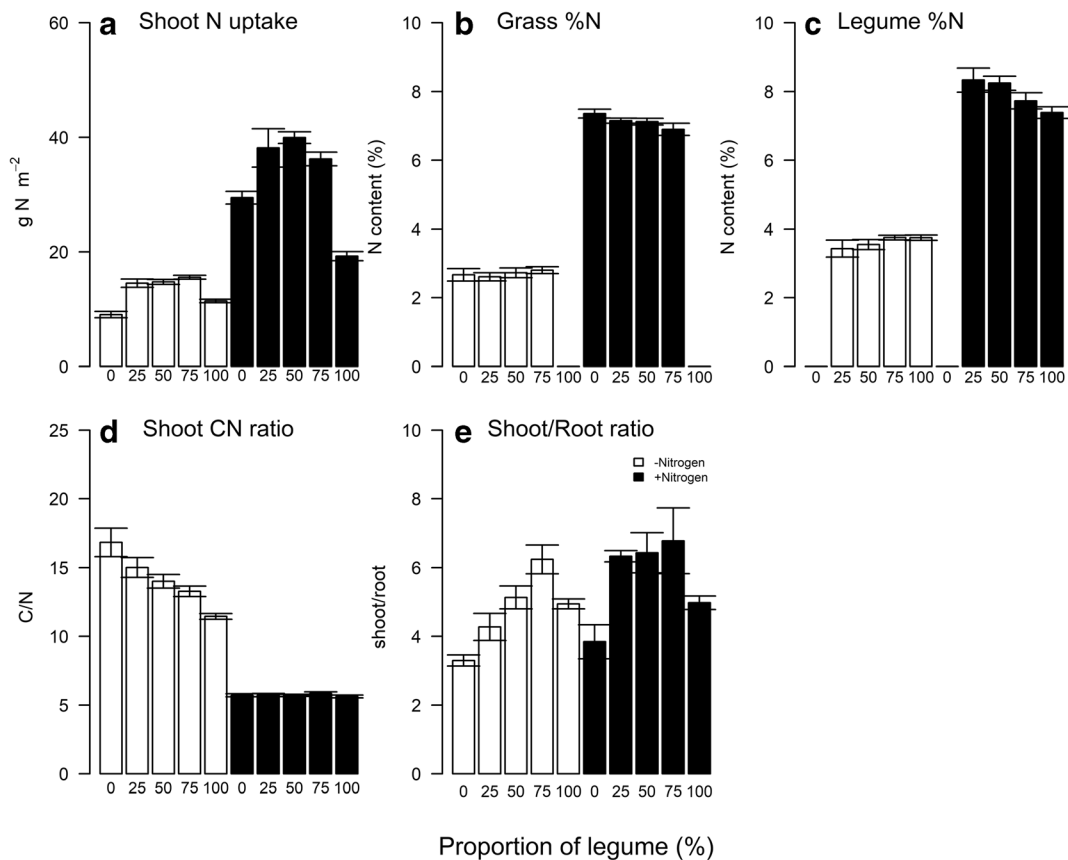 a Shoot N uptake
60
40
20
0
g N m⁻²
0 25 50 75 100 0 25 50 75 100
b Grass %N
10
8
6
4
2
0
N content (%)
0 25 50 75 100 0 25 50 75 100
c Legume %N
10
8
6
4
2
0
N content (%)
0 25 50 75 100 0 25 50 75 100
d Shoot CN ratio
25
20
15
10
5
0
C/N
0 25 50 75 100 0 25 50 75 100
e Shoot/Root ratio
10
8
6
4
2
0
shoot/root
-Nitrogen
+Nitrogen
0 25 50 75 100 0 25 50 75 100
Proportion of legume (%)